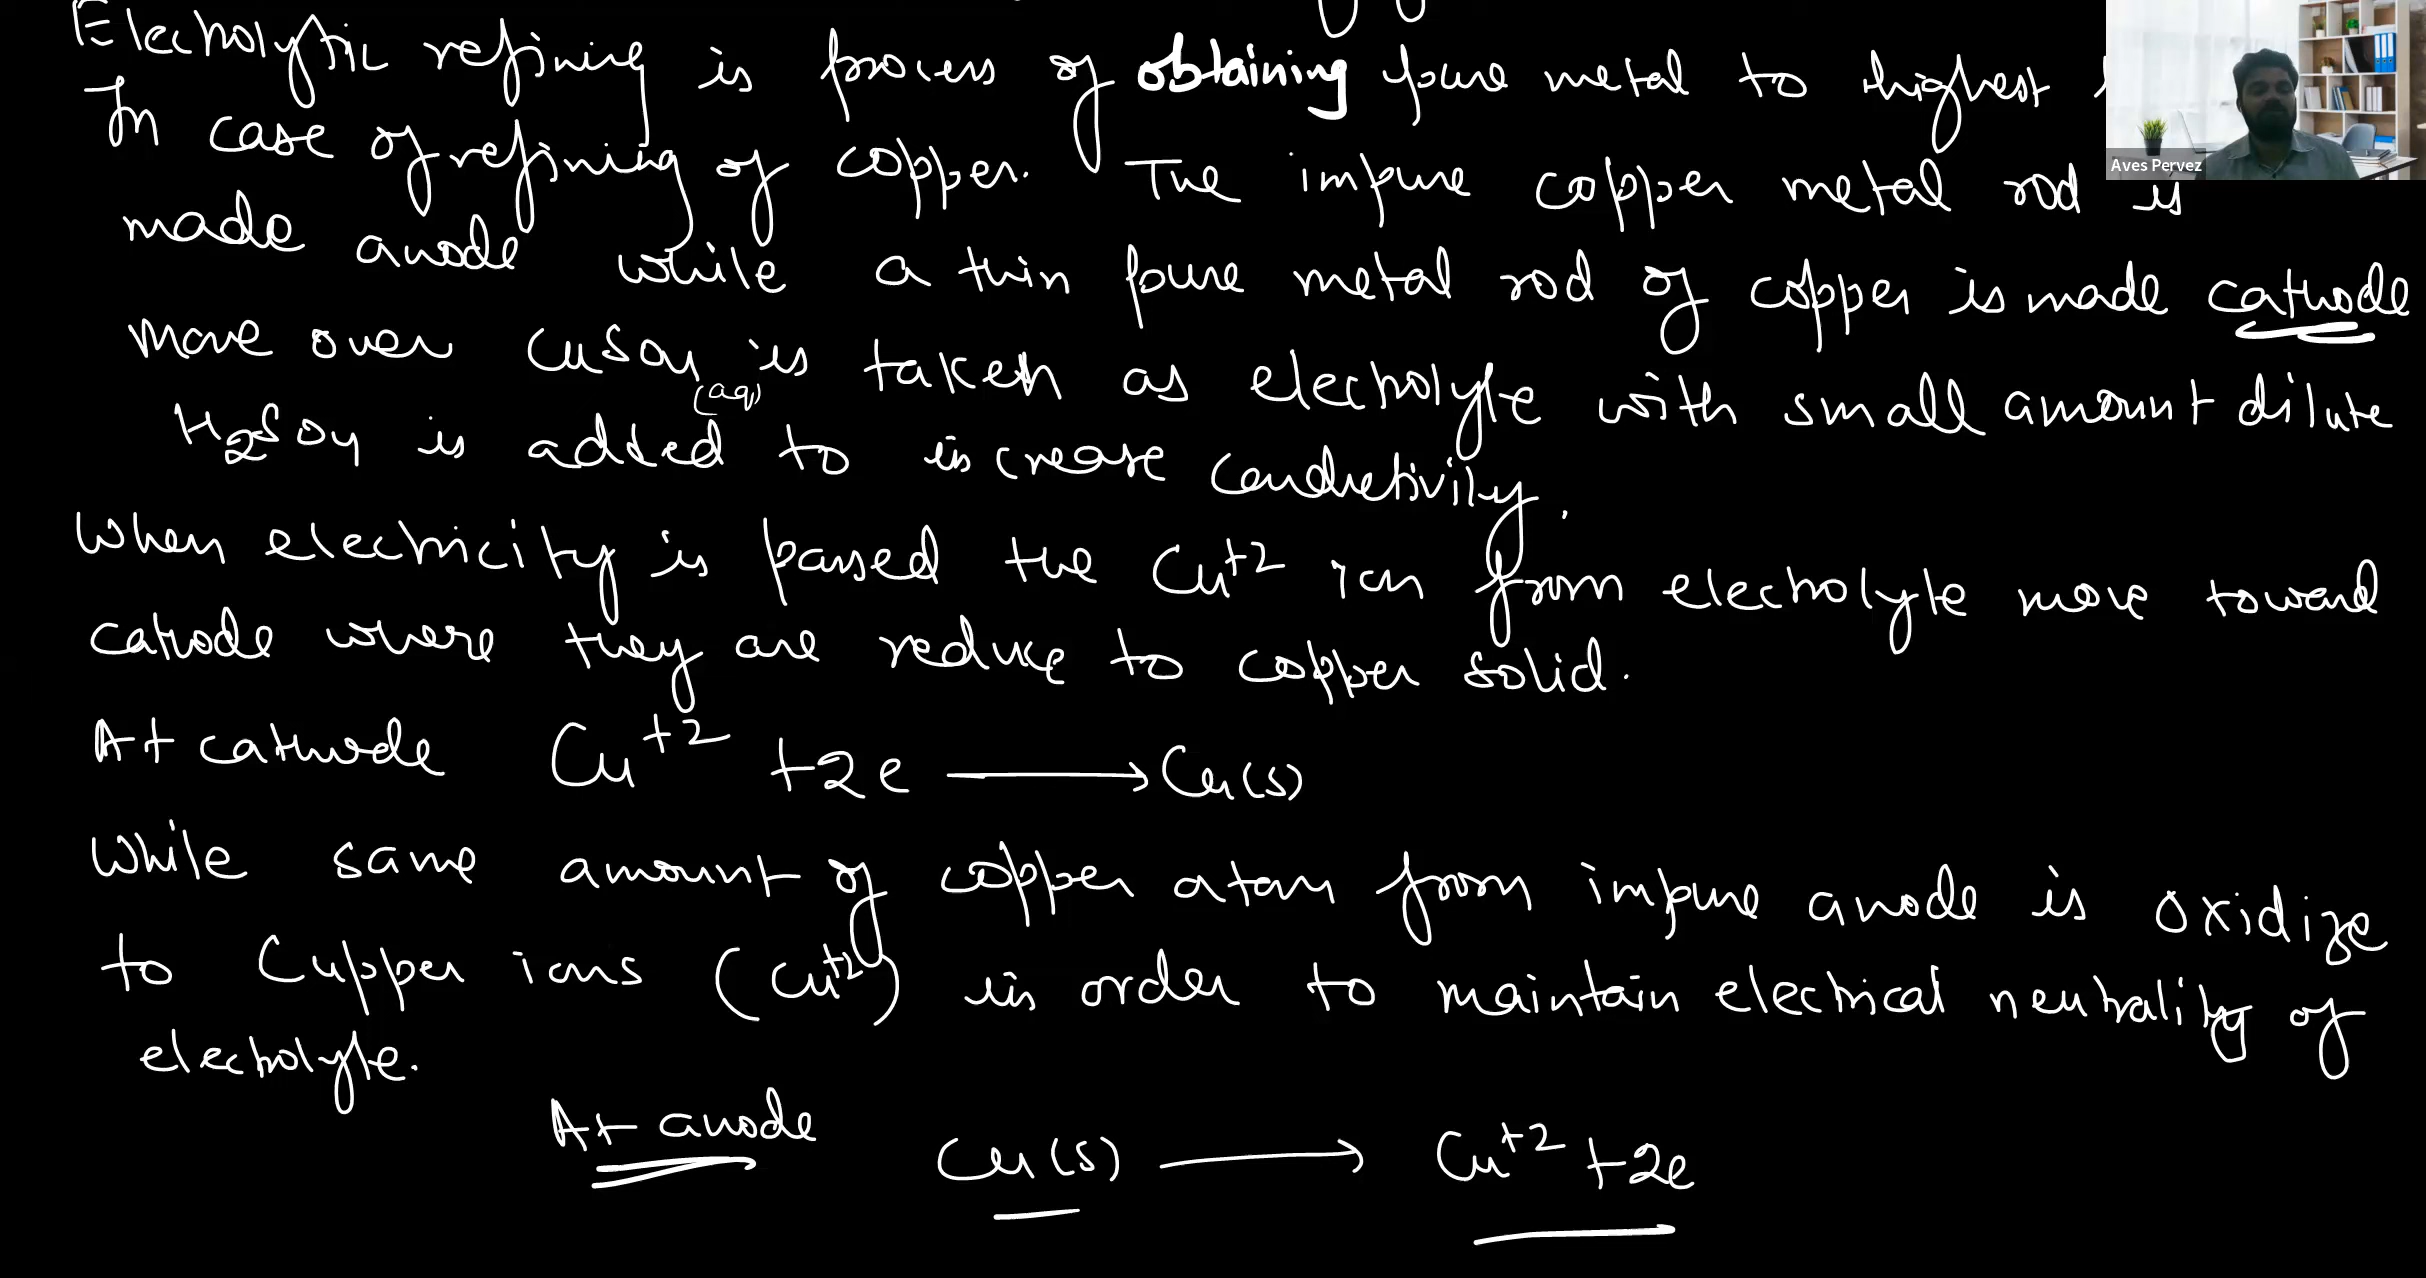 Electrolytic refining is process of obtaining pure metal to highest
In case of refining of copper. The impure copper metal rod is
made anode while a thin pure metal rod of copper is made cathode
more over CuSO4 (aq) is taken as electrolyte with small amount dilute
H2SO4 is added to increase conductivity.
When electricity is passed the Cu+2 ion from electrolyte move toward
cathode where they are reduce to copper solid.
At cathode Cu+2 +2e → Cu(s)
While same amount of copper atom from impure anode is oxidize
to Cupper ions (Cu+2) in order to maintain electrical neutrality of
electrolyte.
At anode Cu(s) → Cu+2 +2e
Aves Pervez